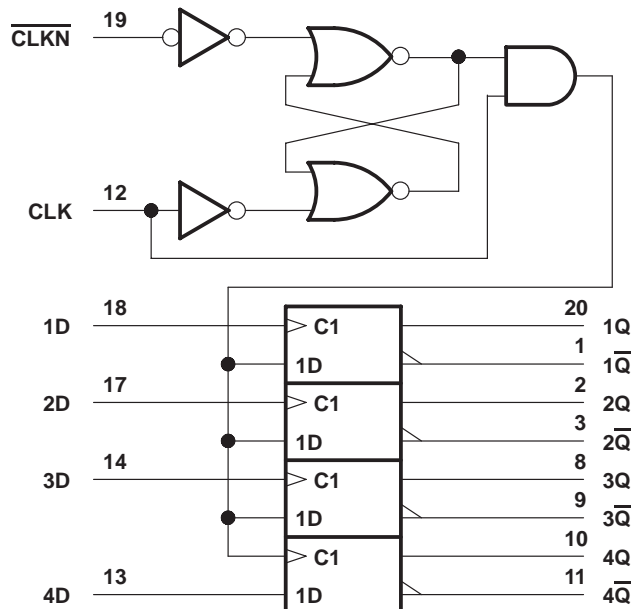 CLKN 19
CLK 12
1D 18 C1 20 1Q
1D 1 1Q
2D 17 C1 2 2Q
1D 3 2Q
3D 14 C1 8 3Q
1D 9 3Q
C1 10 4Q
4D 13 1D 11 4Q